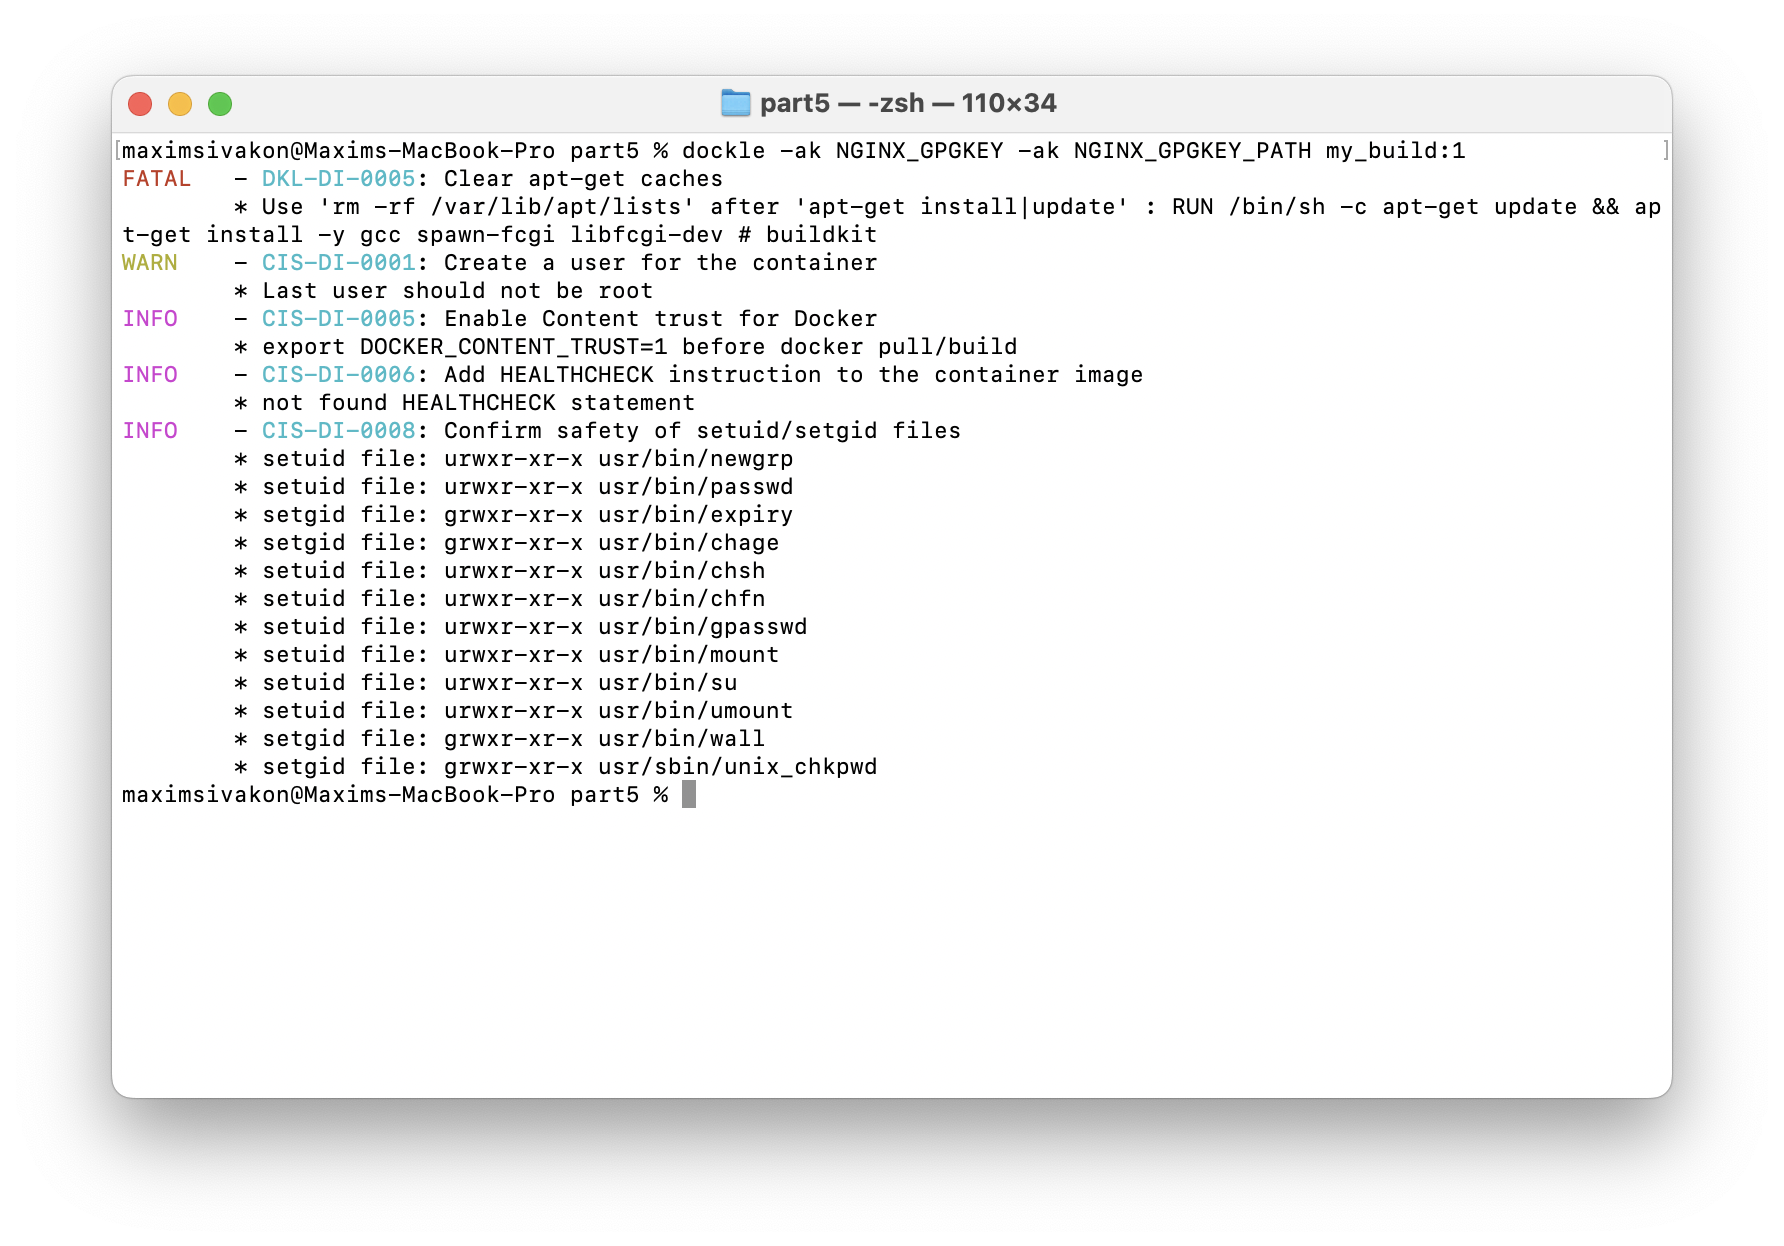 part5 — -zsh — 110×34
[maximsivakon@Maxims-MacBook-Pro part5 % dockle -ak NGINX_GPGKEY -ak NGINX_GPGKEY_PATH my_build:1 ]
FATAL   - DKL-DI-0005: Clear apt-get caches
        * Use 'rm -rf /var/lib/apt/lists' after 'apt-get install|update' : RUN /bin/sh -c apt-get update && ap
t-get install -y gcc spawn-fcgi libfcgi-dev # buildkit
WARN    - CIS-DI-0001: Create a user for the container
        * Last user should not be root
INFO    - CIS-DI-0005: Enable Content trust for Docker
        * export DOCKER_CONTENT_TRUST=1 before docker pull/build
INFO    - CIS-DI-0006: Add HEALTHCHECK instruction to the container image
        * not found HEALTHCHECK statement
INFO    - CIS-DI-0008: Confirm safety of setuid/setgid files
        * setuid file: urwxr-xr-x usr/bin/newgrp
        * setuid file: urwxr-xr-x usr/bin/passwd
        * setgid file: grwxr-xr-x usr/bin/expiry
        * setgid file: grwxr-xr-x usr/bin/chage
        * setuid file: urwxr-xr-x usr/bin/chsh
        * setuid file: urwxr-xr-x usr/bin/chfn
        * setuid file: urwxr-xr-x usr/bin/gpasswd
        * setuid file: urwxr-xr-x usr/bin/mount
        * setuid file: urwxr-xr-x usr/bin/su
        * setuid file: urwxr-xr-x usr/bin/umount
        * setgid file: grwxr-xr-x usr/bin/wall
        * setgid file: grwxr-xr-x usr/sbin/unix_chkpwd
maximsivakon@Maxims-MacBook-Pro part5 %